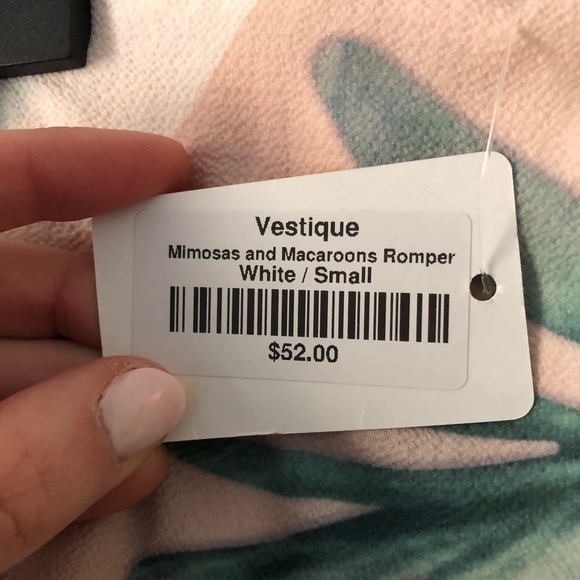 Vestique
Mimosas and Macaroons Romper
White / Small
$52.00